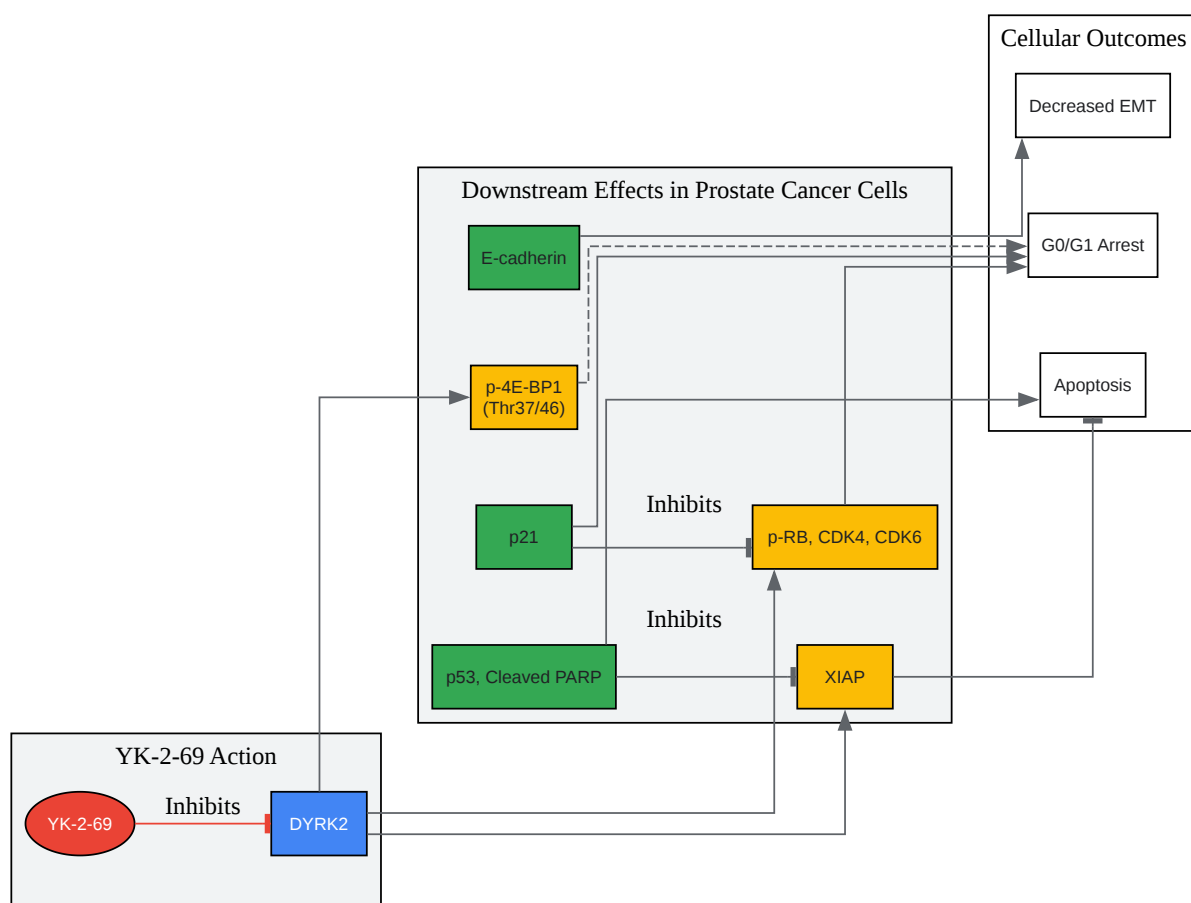 Cellular Outcomes
Decreased EMT
Downstream Effects in Prostate Cancer Cells
E-cadherin
G0/G1 Arrest
p-4E-BP1
(Thr37/46)
Apoptosis
Inhibits
p21
p-RB, CDK4, CDK6
Inhibits
p53, Cleaved PARP
XIAP
YK-2-69 Action
Inhibits
YK-2-69
DYRK2